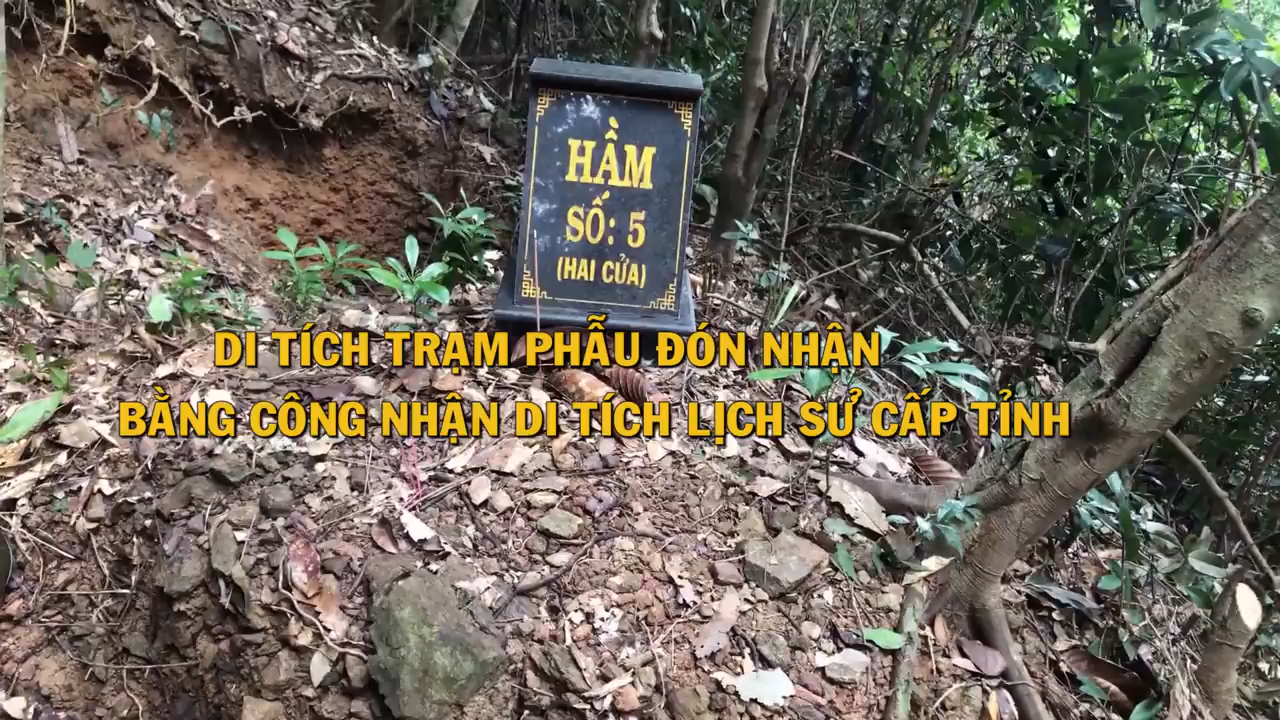 HẦM
SỐ: 5
(HAI CỬA)
DI TÍCH TRẠM PHẪU ĐÓN NHẬN
BẰNG CÔNG NHẬN DI TÍCH LỊCH SỬ CẤP TỈNH